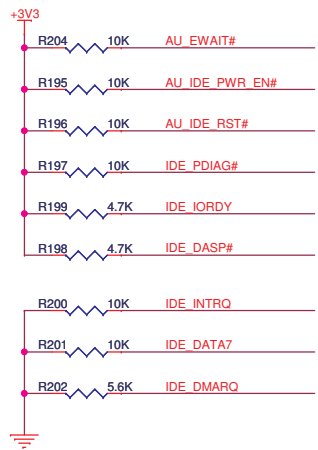 +3V3
R204 10K AU_EWAIT#
R195 10K AU_IDE_PWR_EN#
R196 10K AU_IDE_RST#
R197 10K IDE_PDIAG#
R199 4.7K IDE_IORDY
R198 4.7K IDE_DASP#
R200 10K IDE_INTRQ
R201 10K IDE_DATA7
R202 5.6K IDE_DMARQ